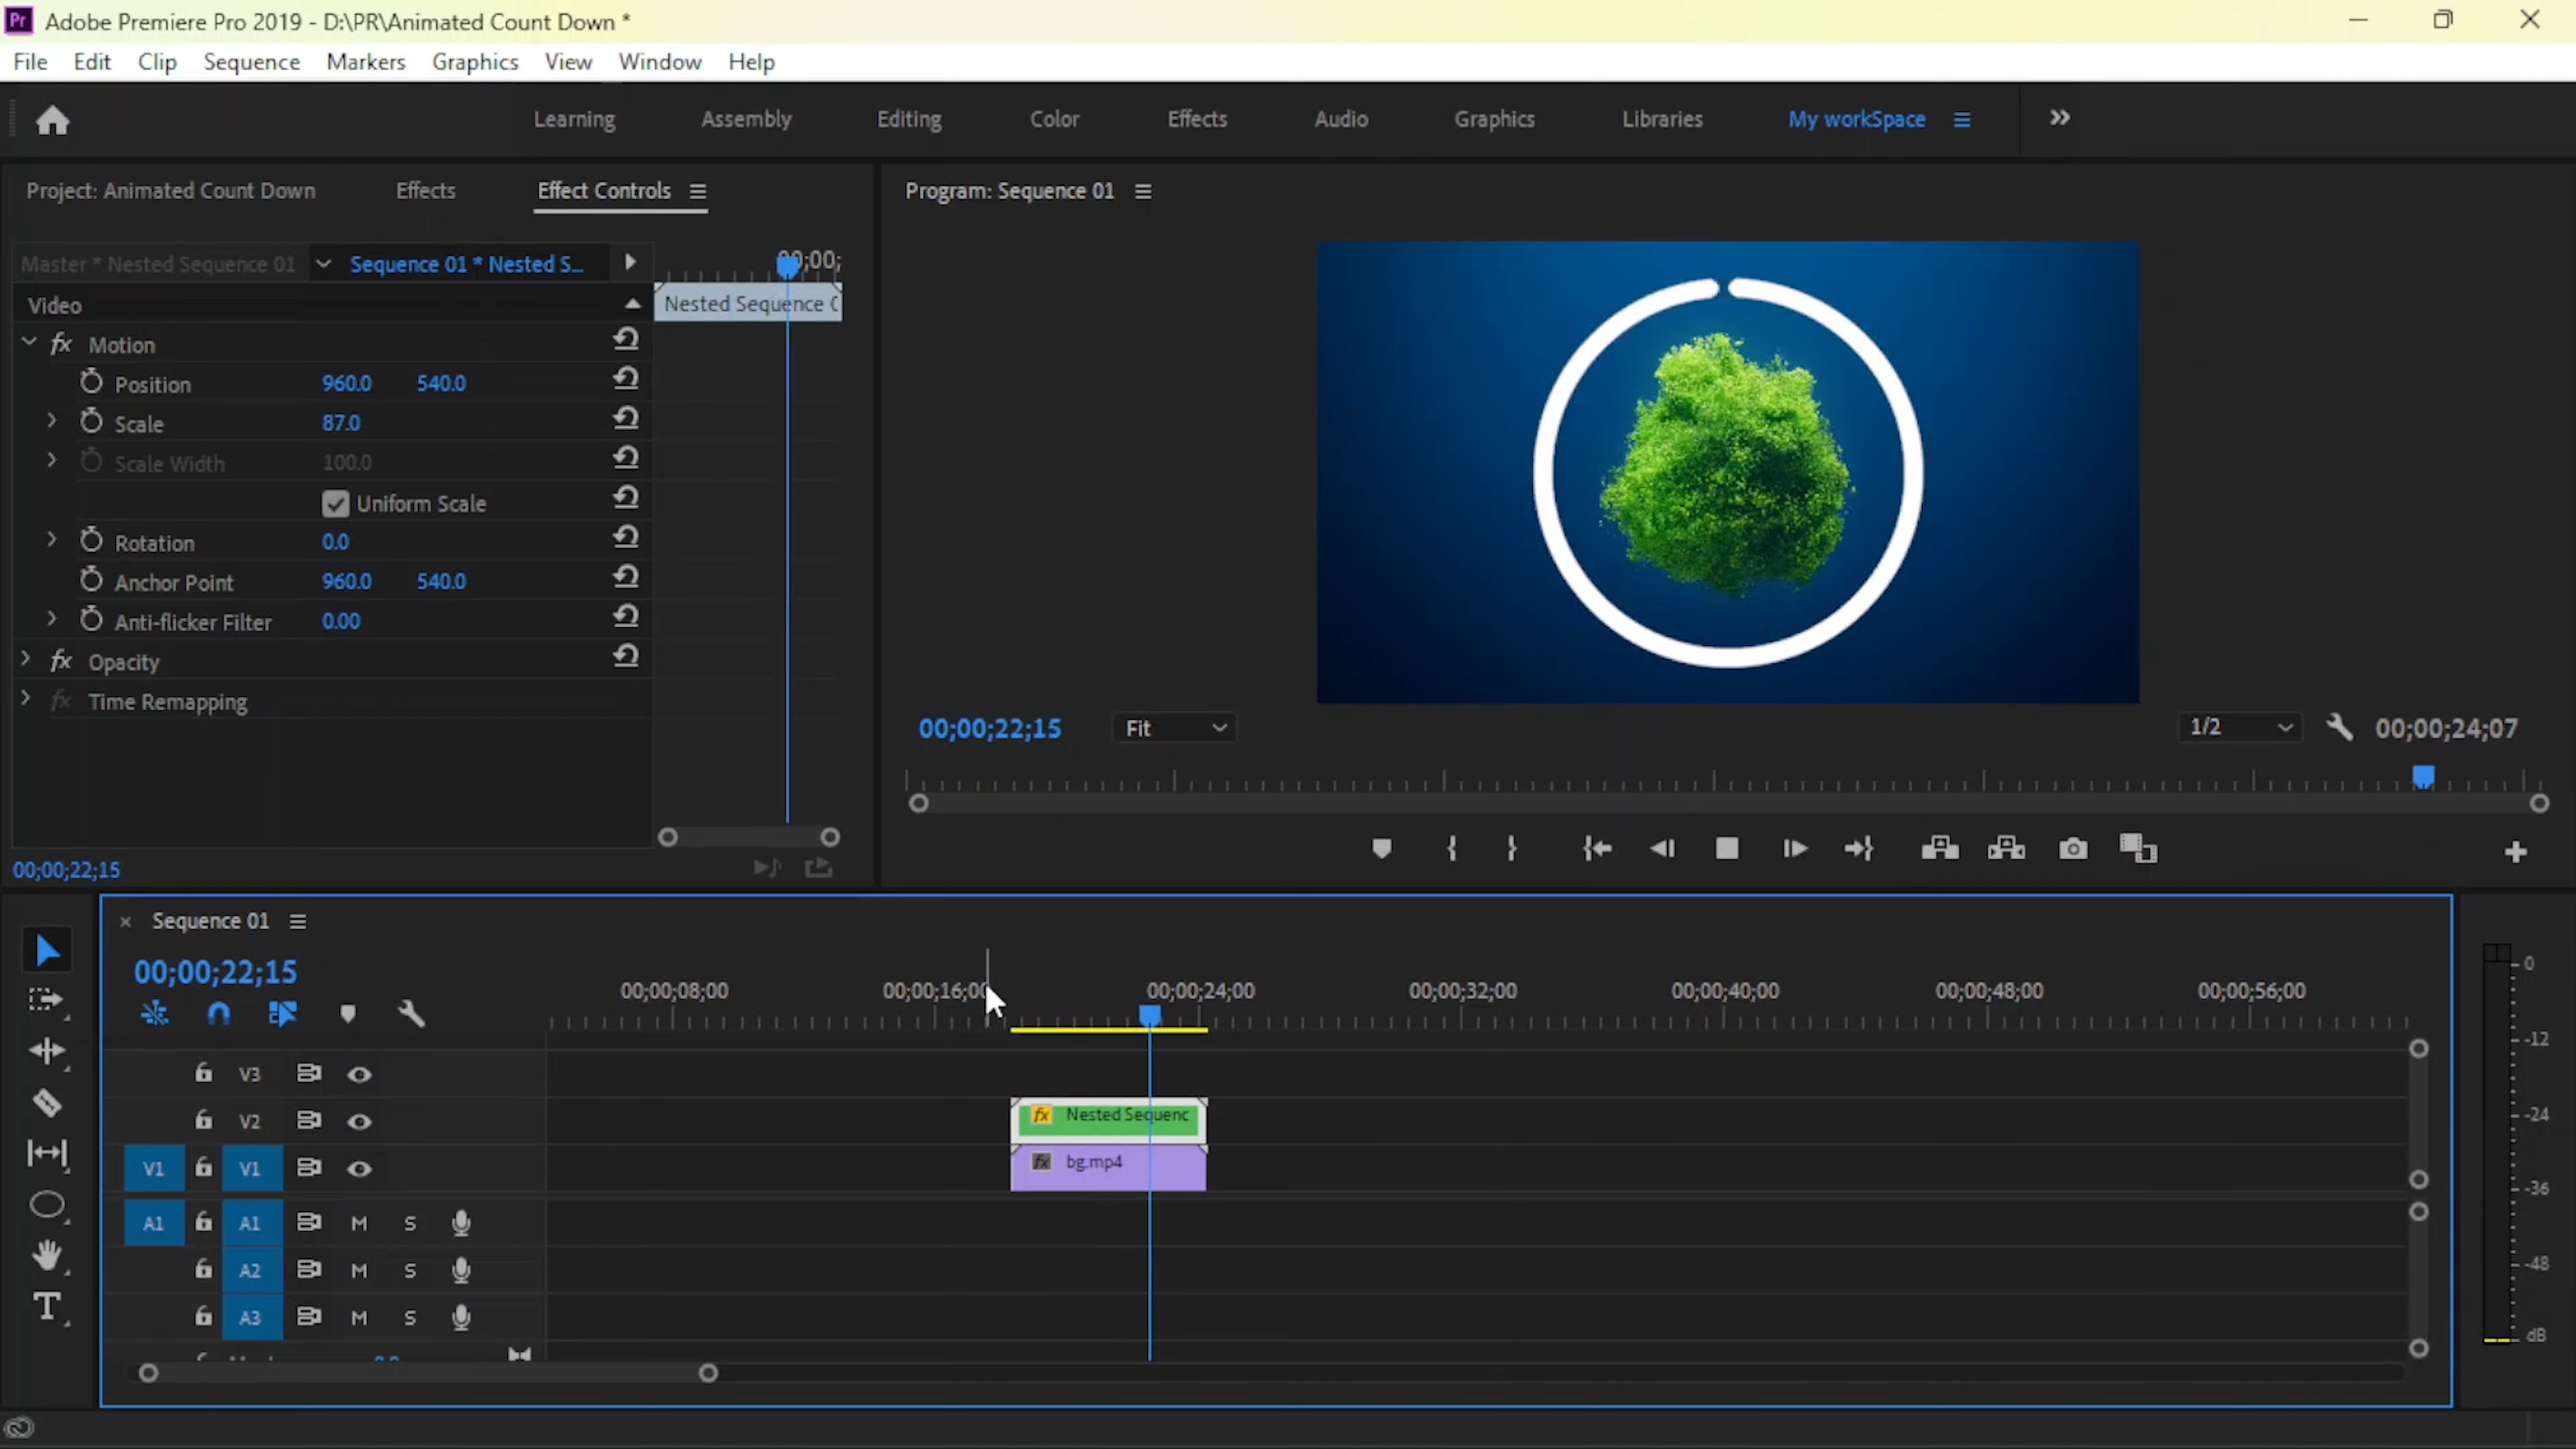 Pr Adobe Premiere Pro 2019 - D:\PR\Animated Count Down *
File Edit Clip Sequence Markers Graphics View Window Help
Learning Assembly Editing Color Effects Audio Graphics Libraries My workSpace
Project: Animated Count Down Effects Effect Controls
Program: Sequence 01
Master * Nested Sequence 01 Sequence 01 * Nested S...
Video
Nested Sequence
fx Motion
Position 960.0 540.0
Scale 87.0
Scale Width 100.0
Uniform Scale
Rotation 0.0
Anchor Point 960.0 540.0
Anti-flicker Filter 0.00
fx Opacity
fx Time Remapping
00;00;22;15
00;00;22;15 Fit 1/2 00;00;24;07
Sequence 01
00;00;22;15
00;00;08;00 00;00;16;00 00;00;24;00 00;00;32;00 00;00;40;00 00;00;48;00 00;00;56;00
V3
V2 fx Nested Sequenc
V1 V1 fx bg.mp4
A1 A1 M S
A2 M S
A3 M S
T
0
-12
-24
-36
-48
dB